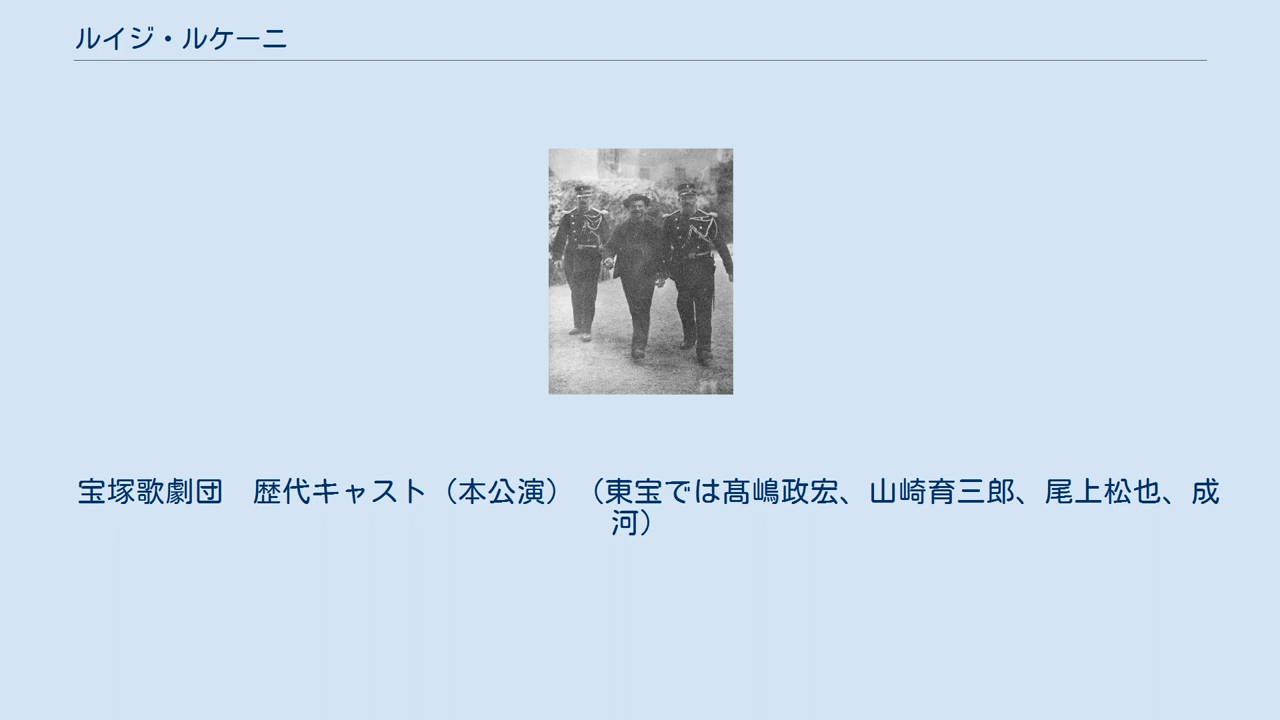 ルイジ・ルケーニ
宝塚歌劇団　歴代キャスト（本公演）（東宝では髙嶋政宏、山崎育三郎、尾上松也、成
河）